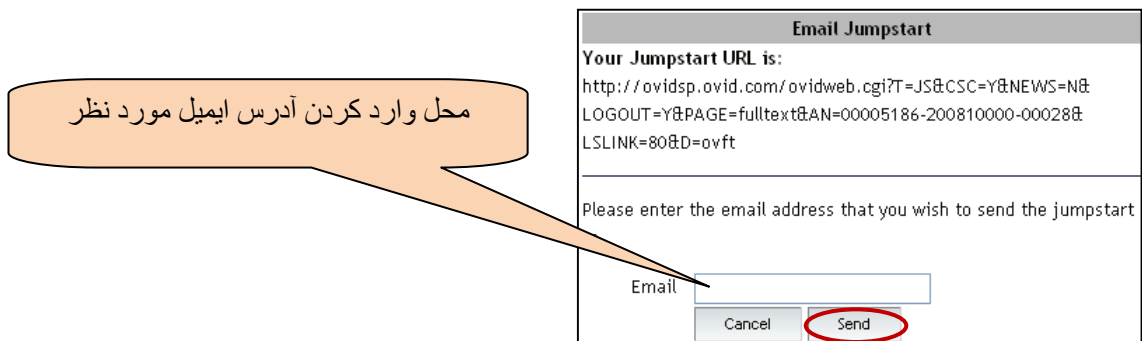 محل وارد کردن آدرس ایمیل مورد نظر
Email Jumpstart
Your Jumpstart URL is:
http://ovidsp.ovid.com/ovidweb.cgi?T=JS&CSC=Y&NEWS=N&
LOGOUT=Y&PAGE=fulltext&AN=00005186-200810000-00028&
LSLINK=80&D=ovft
Please enter the email address that you wish to send the jumpstart
Email
Cancel Send